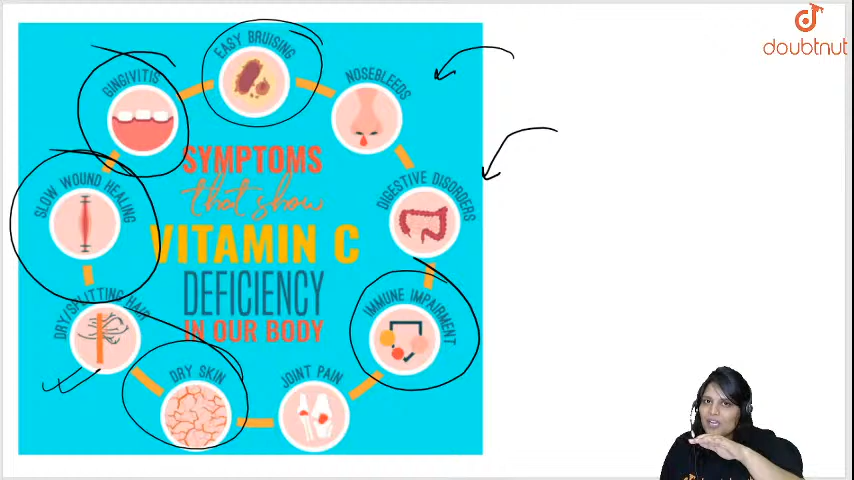 doubtnut
EASY BRUISING
NOSEBLEEDS
DIGESTIVE DISORDERS
IMMUNE IMPAIRMENT
JOINT PAIN
DRY SKIN
DRY/SPLITTING HAIR
SLOW WOUND HEALING
GINGIVITIS
SYMPTOMS
that show
VITAMIN C
DEFICIENCY
IN OUR BODY